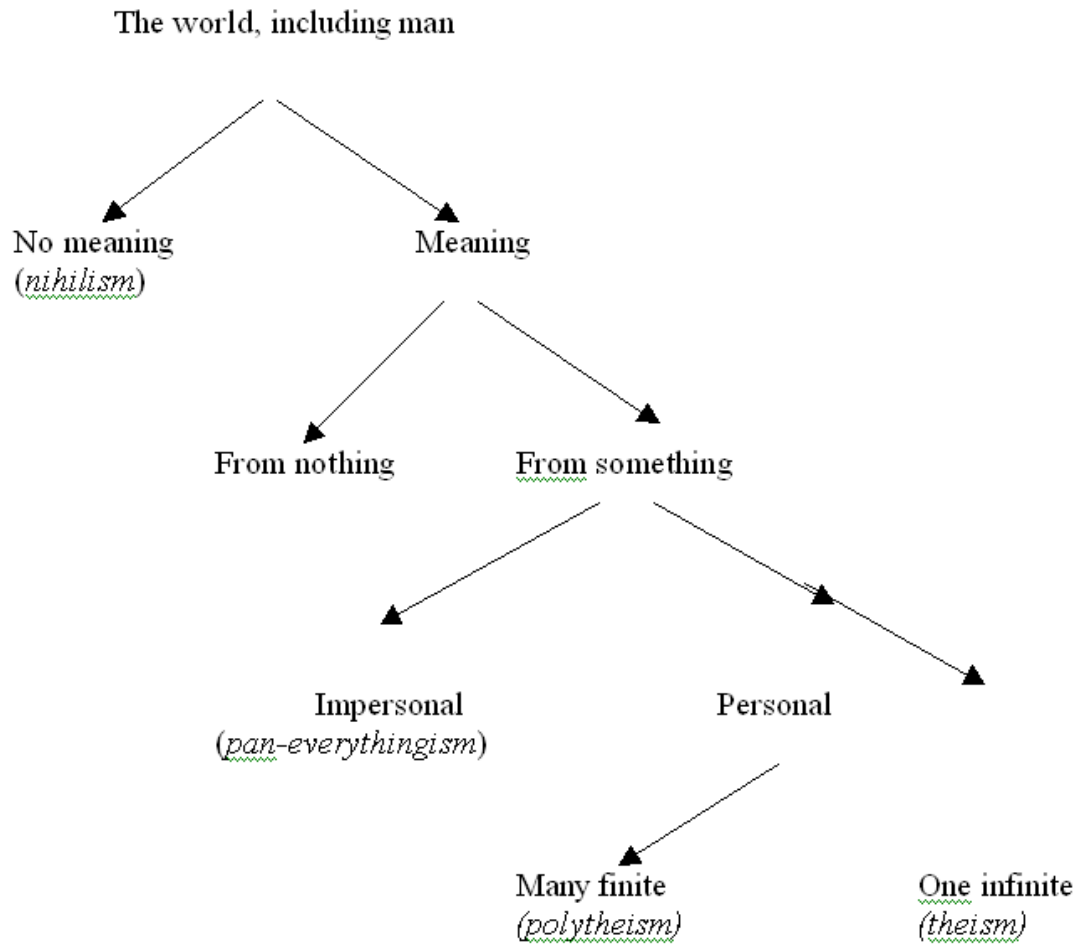 The world, including man
No meaning
(nihilism)
Meaning
From nothing
From something
Impersonal
(pan-everythingism)
Personal
Many finite
(polytheism)
One infinite
(theism)